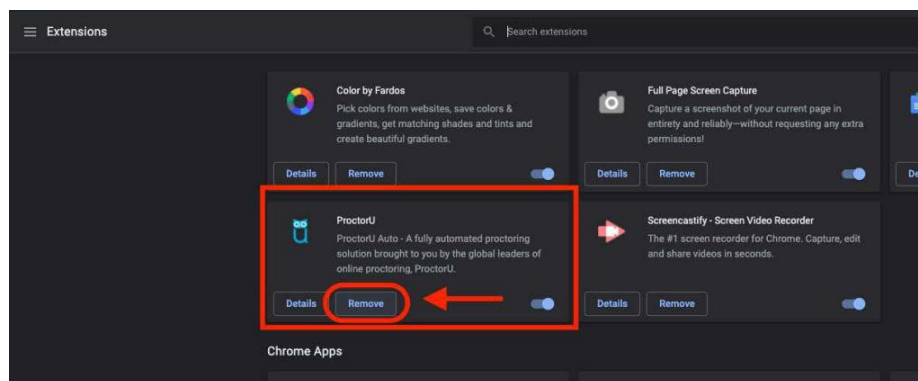 Extensions
Search extensions
Color by Fardos
Pick colors from websites, save colors &
gradients, get matching shades and tints and
create beautiful gradients.
Details
Remove
Full Page Screen Capture
Capture a screenshot of your current page in
entirety and reliably—without requesting any extra
permissions!
Details
Remove
ProctorU
ProctorU Auto - A fully automated proctoring
solution brought to you by the global leaders of
online proctoring, ProctorU.
Details
Remove
Screencastify - Screen Video Recorder
The #1 screen recorder for Chrome. Capture, edit
and share videos in seconds.
Details
Remove
Chrome Apps